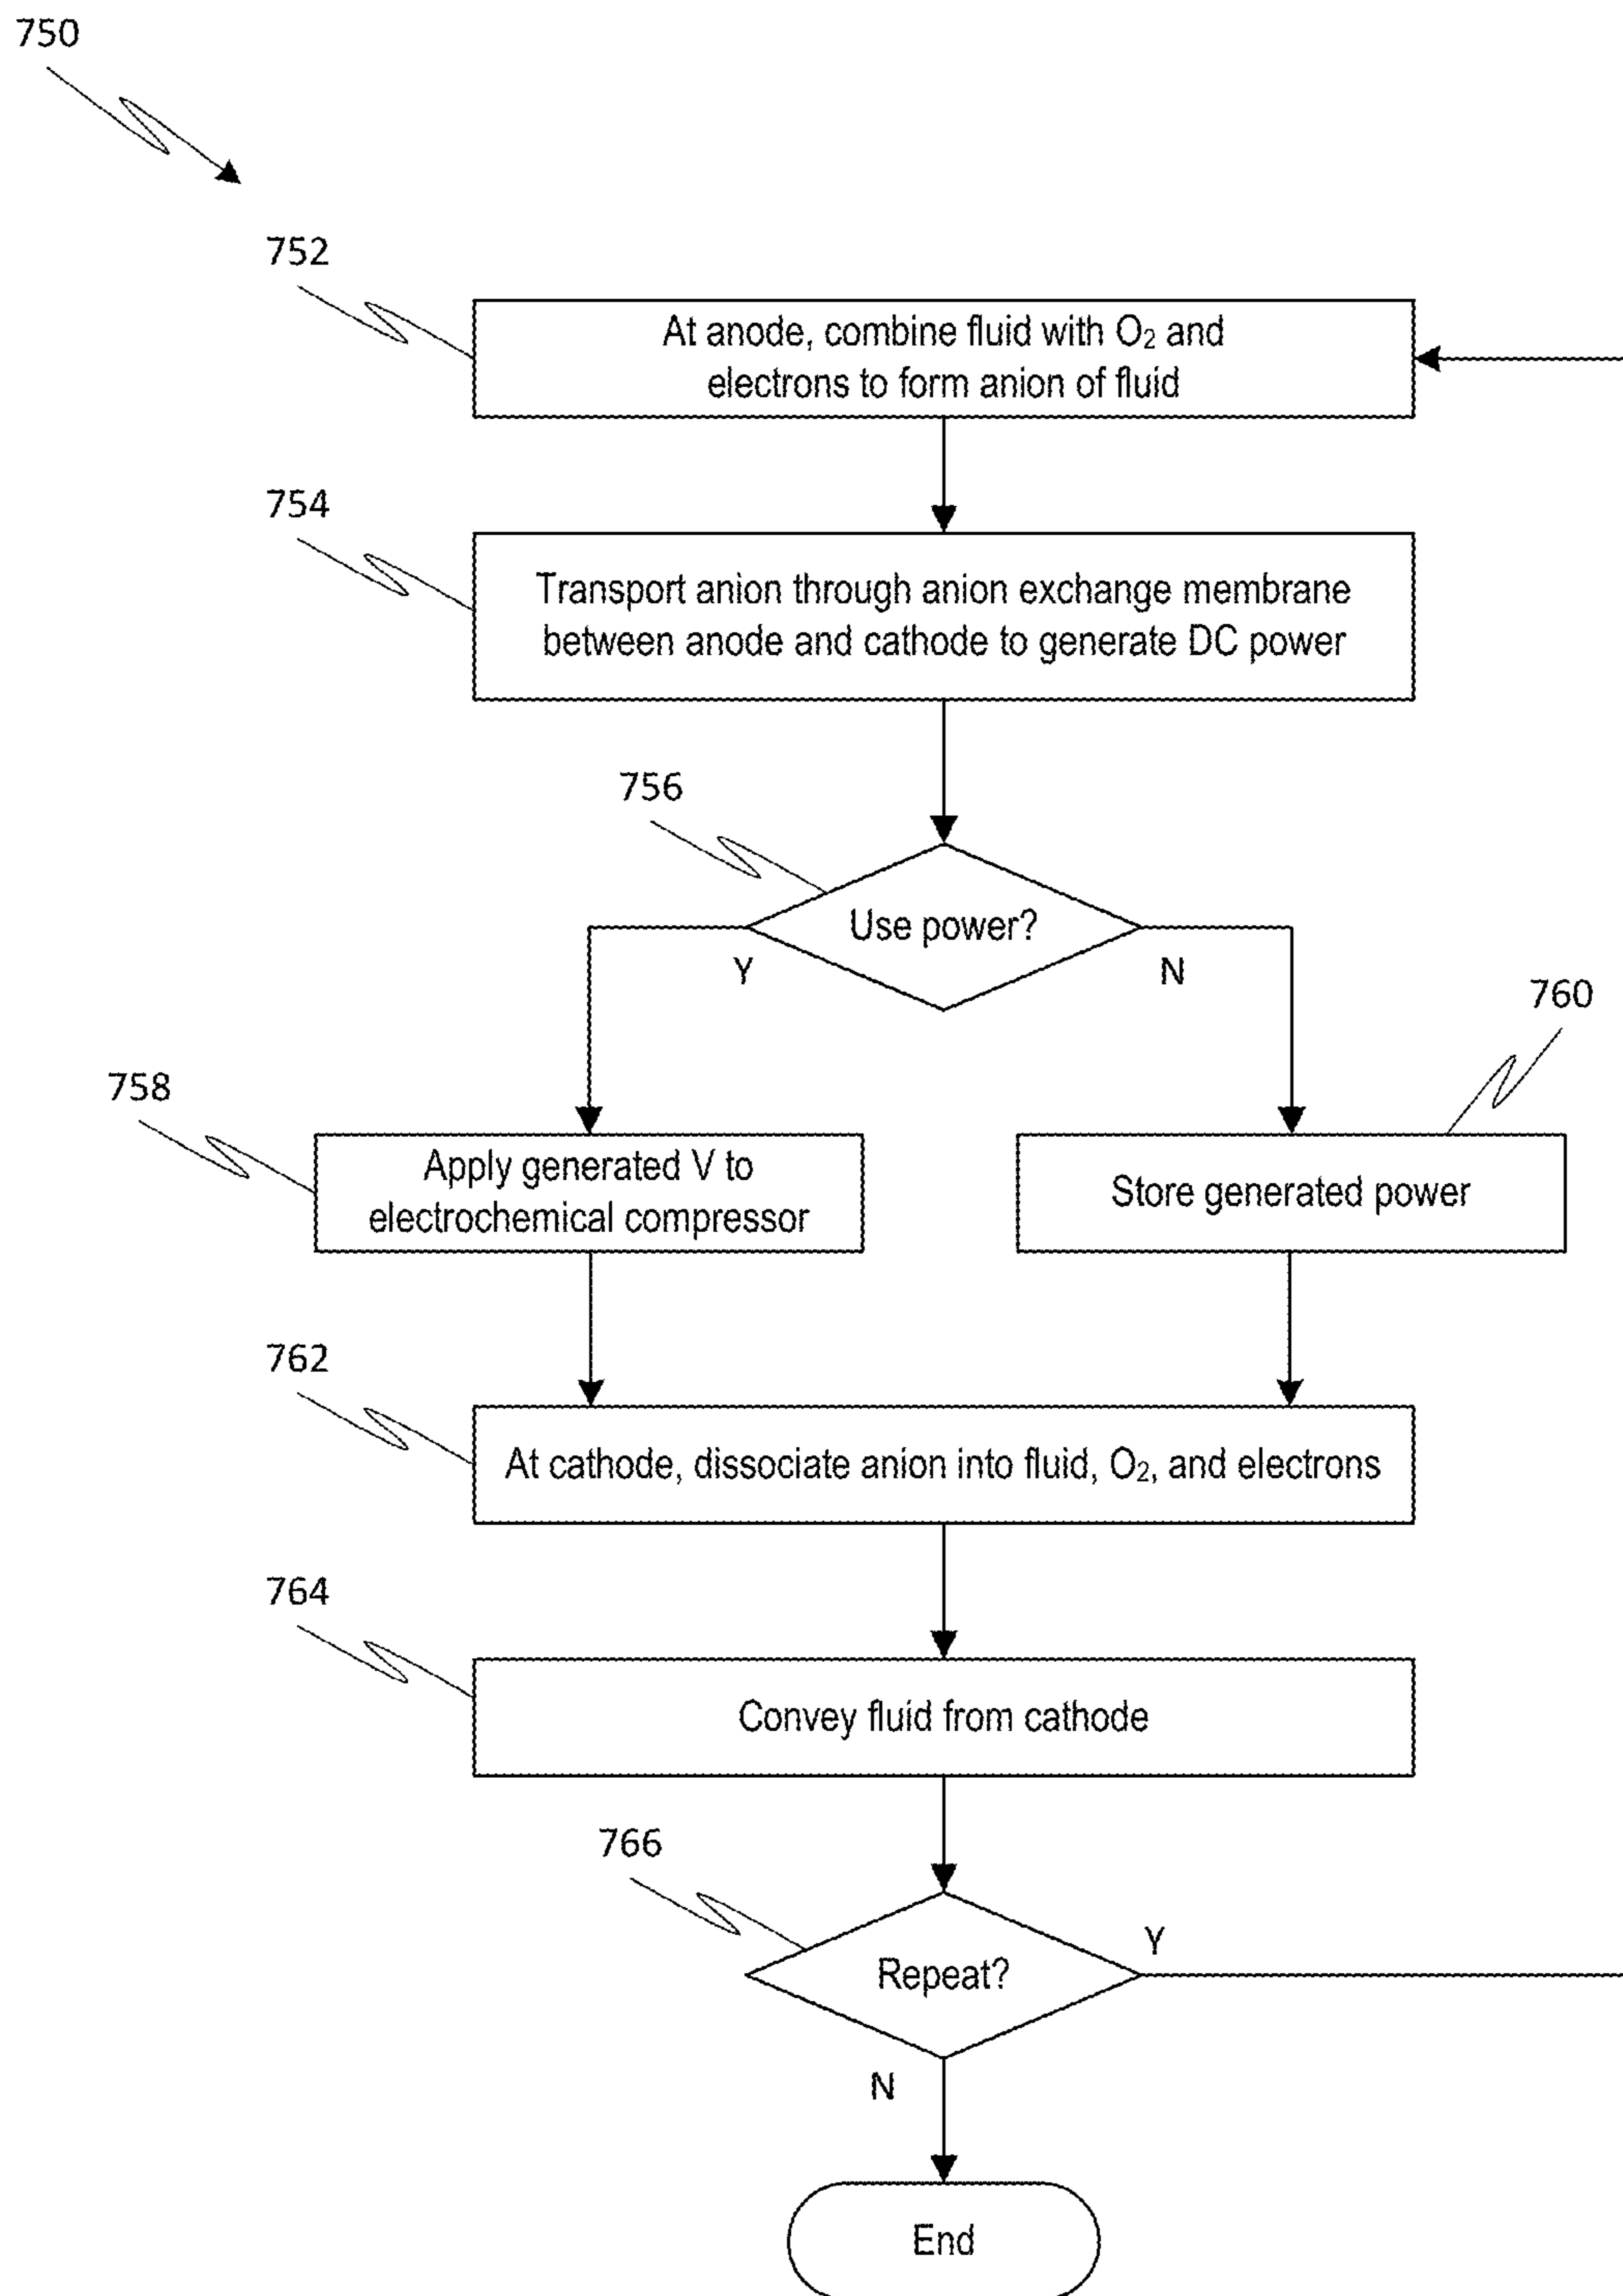 750
752
At anode, combine fluid with O₂ and
electrons to form anion of fluid
754
Transport anion through anion exchange membrane
between anode and cathode to generate DC power
756
Use power?
Y
N
760
758
Apply generated V to
electrochemical compressor
Store generated power
762
At cathode, dissociate anion into fluid, O₂, and electrons
764
Convey fluid from cathode
766
Y
Repeat?
N
End